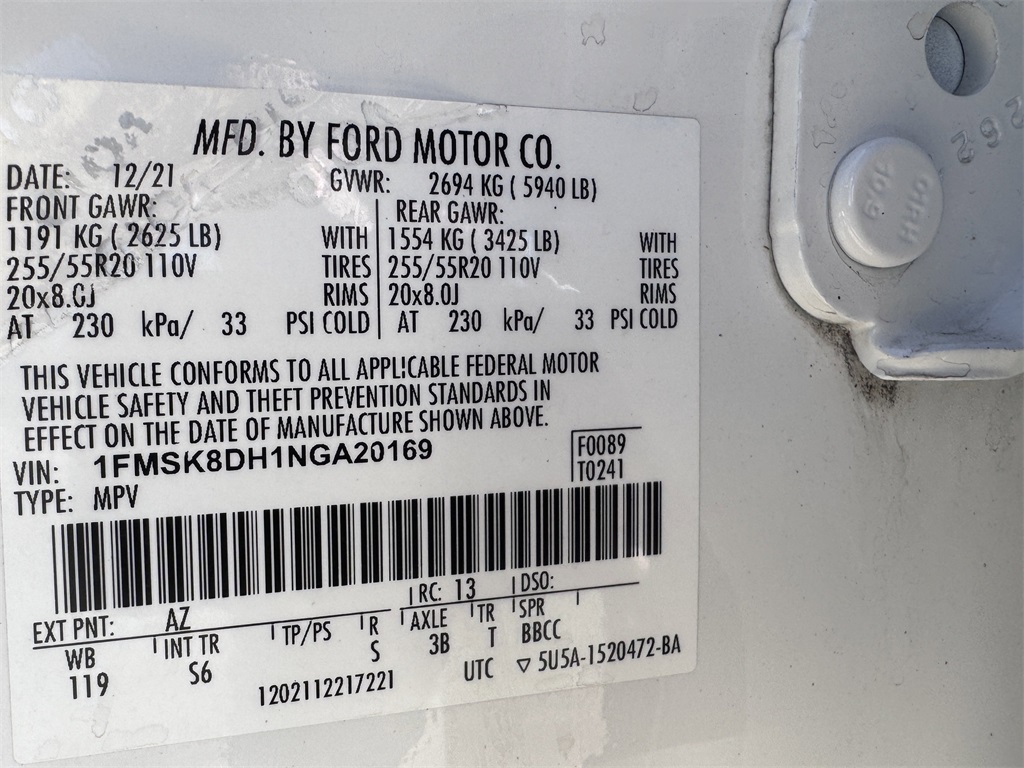 MFD. BY FORD MOTOR CO.
DATE: 12/21 GVWR: 2694 KG ( 5940 LB)
FRONT GAWR: REAR GAWR:
1191 KG ( 2625 LB) WITH 1554 KG ( 3425 LB) WITH
255/55R20 110V TIRES 255/55R20 110V TIRES
20x8.0J RIMS 20x8.0J RIMS
AT 230 kPa/ 33 PSI COLD AT 230 kPa/ 33 PSI COLD
THIS VEHICLE CONFORMS TO ALL APPLICABLE FEDERAL MOTOR
VEHICLE SAFETY AND THEFT PREVENTION STANDARDS IN
EFFECT ON THE DATE OF MANUFACTURE SHOWN ABOVE.
VIN: 1FMSK8DH1NGA20169 F0089
TYPE: MPV T0241
EXT PNT: AZ RC: 13 DSO:
WB INT TR TP/PS R AXLE TR SPR
119 S6 S 3B T BBCC
1202112217221 UTC ▽ 5U5A-1520472-BA
262
OMPH
10.9